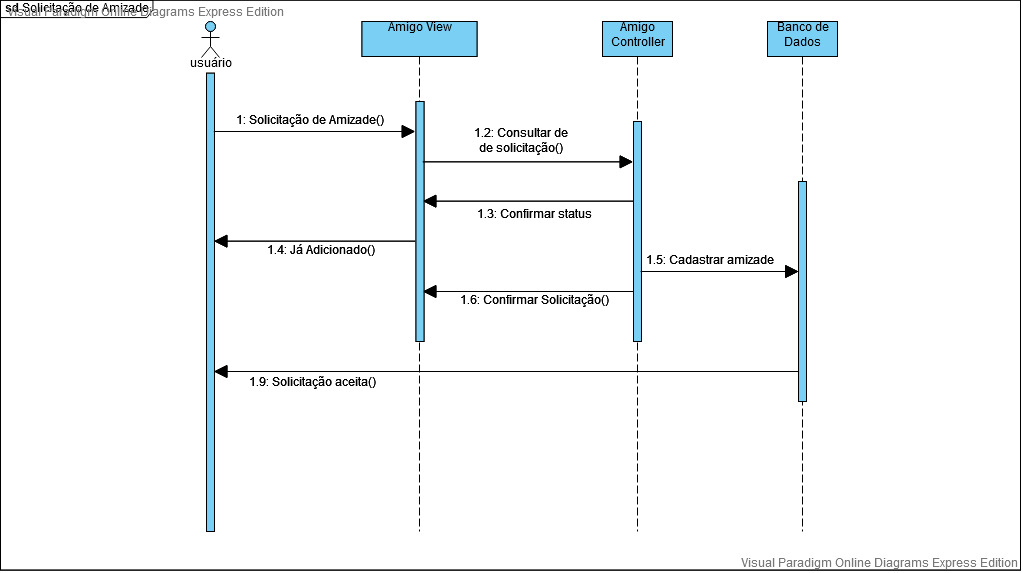 sd Solicitação de Amizade
Visual Paradigm Online Diagrams Express Edition
usuário
Amigo View
Amigo
Controller
Banco de
Dados
1: Solicitação de Amizade()
1.2: Consultar de
de solicitação()
1.3: Confirmar status
1.4: Já Adicionado()
1.5: Cadastrar amizade
1.6: Confirmar Solicitação()
1.9: Solicitação aceita()
Visual Paradigm Online Diagrams Express Edition